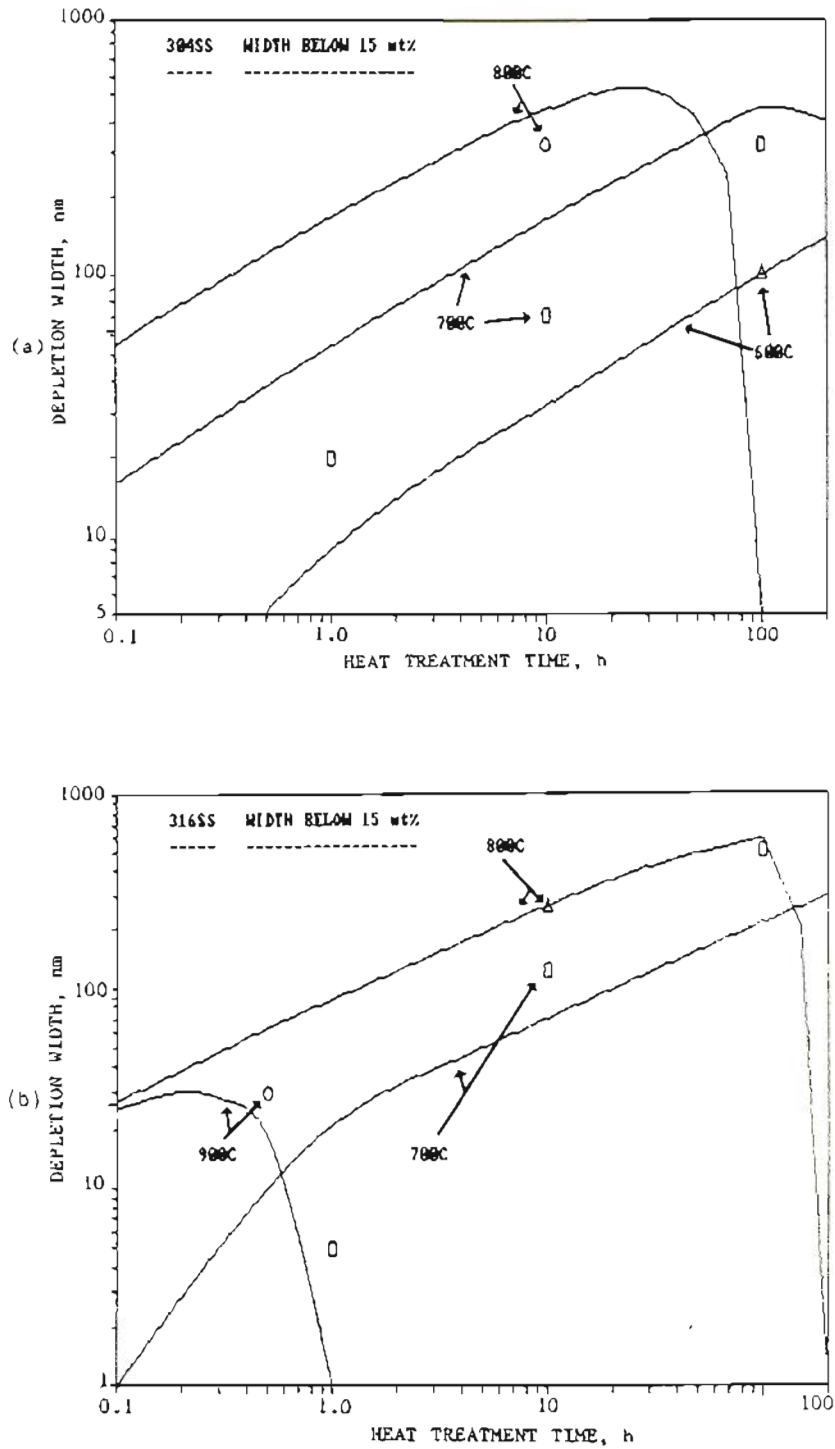 1000
304SS WIDTH BELOW 15 wt%
800C
100
700C
600C
10
5
0.1 1.0 10 100
DEPLETION WIDTH, nm
HEAT TREATMENT TIME, h
(a)
1000
316SS WIDTH BELOW 15 wt%
800C
100
900C
700C
10
1
0.1 1.0 10 100
DEPLETION WIDTH, nm
HEAT TREATMENT TIME, h
(b)